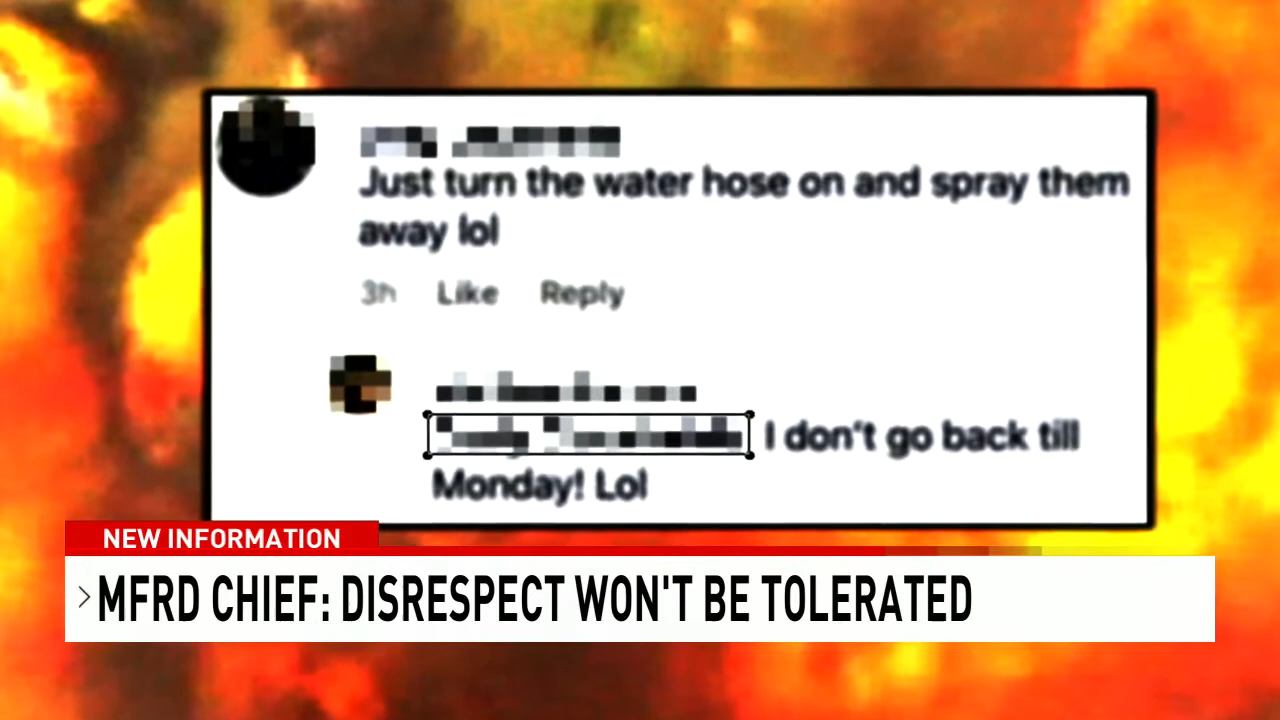 Just turn the water hose on and spray them
away lol
3h Like Reply
I don't go back till
Monday! Lol
NEW INFORMATION
MFRD CHIEF: DISRESPECT WON'T BE TOLERATED